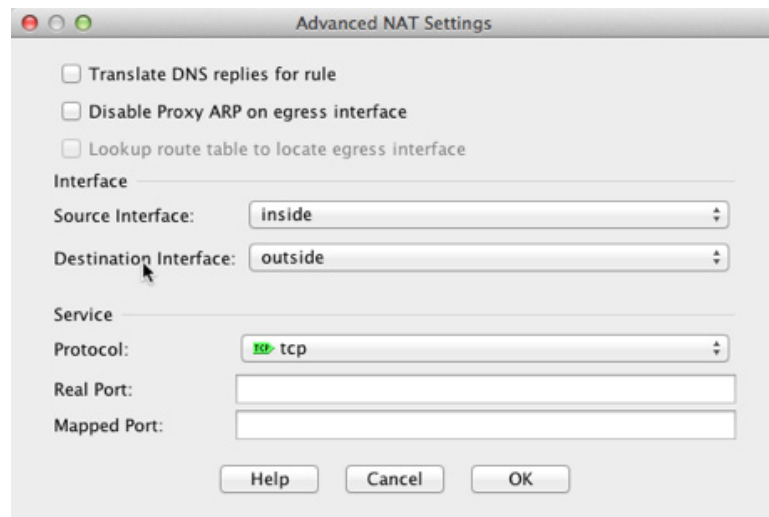 Advanced NAT Settings
Translate DNS replies for rule
Disable Proxy ARP on egress interface
Lookup route table to locate egress interface
Interface
Source Interface: inside
Destination Interface: outside
Service
Protocol: TCP tcp
Real Port:
Mapped Port:
Help Cancel OK